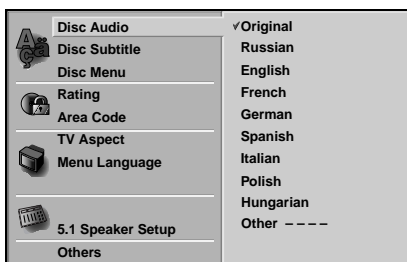 Disc Audio
Disc Subtitle
Disc Menu
Rating
Area Code
TV Aspect
Menu Language
5.1 Speaker Setup
Others
✓Original
Russian
English
French
German
Spanish
Italian
Polish
Hungarian
Other – – – –